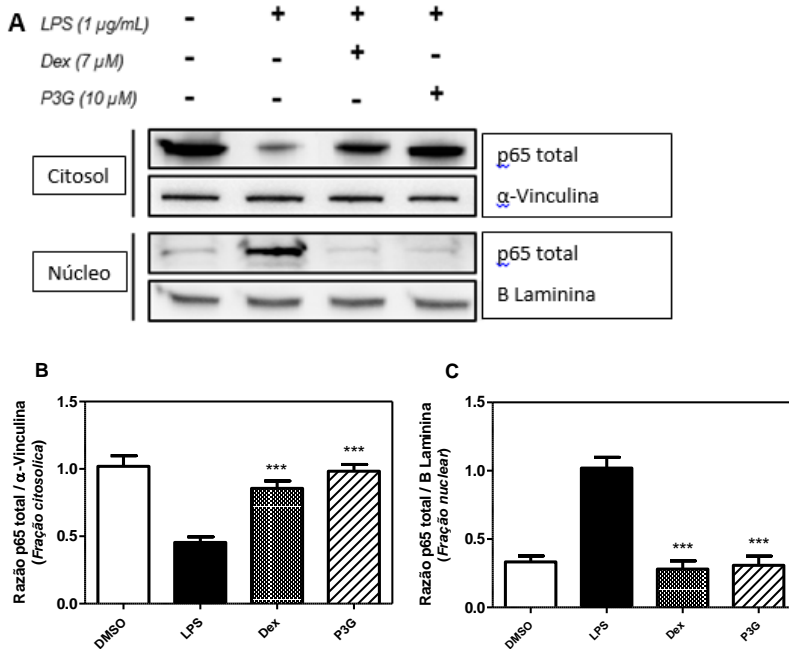 A
LPS (1 µg/mL) - + + +
Dex (7 µM) - - + -
P3G (10 µM) - - - +
Citosol
p65 total
α-Vinculina
Núcleo
p65 total
B Laminina
B
Razão p65 total / α-Vinculina
(Fração citosolica)
1.5
1.0
0.5
0.0
*** ***
DMSO LPS Dex P3G
C
Razão p65 total / B Laminina
(Fração nuclear)
1.5
1.0
0.5
0.0
*** ***
DMSO LPS Dex P3G